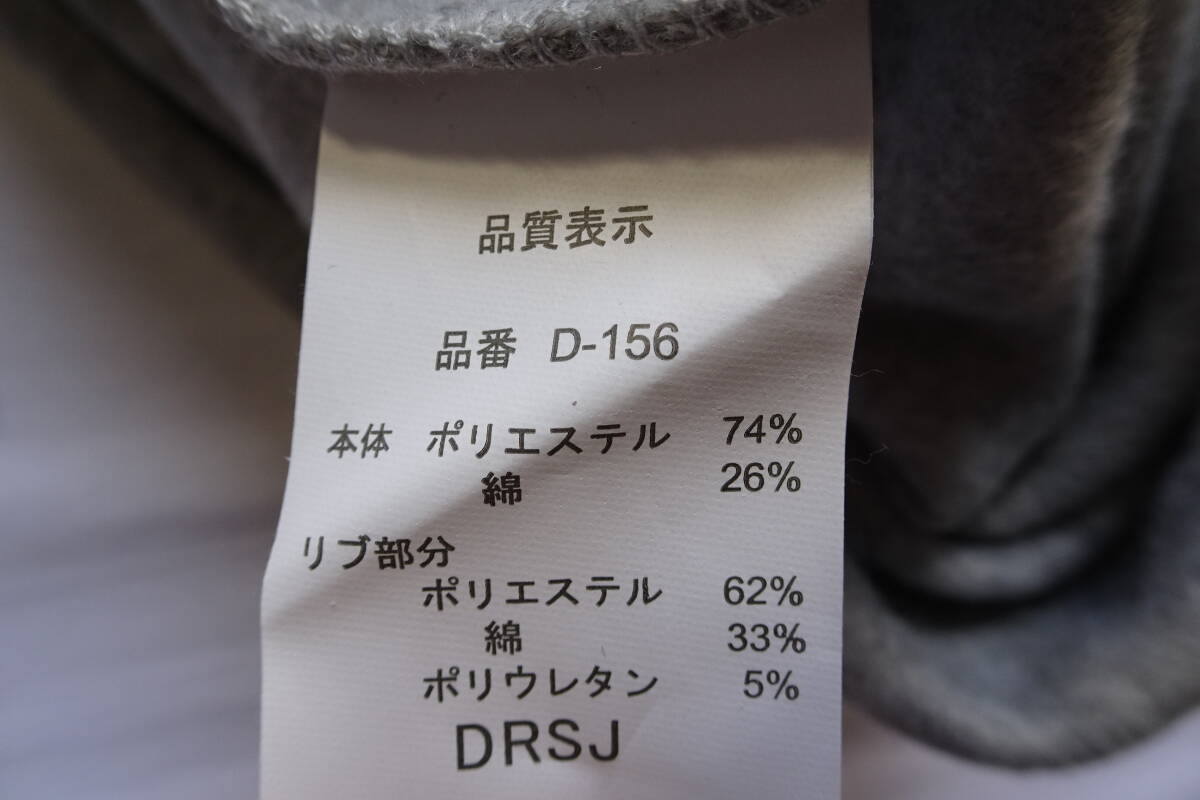 品質表示
品番 D-156
本体 ポリエステル 74%
綿 26%
リブ部分
ポリエステル 62%
綿 33%
ポリウレタン 5%
DRSJ